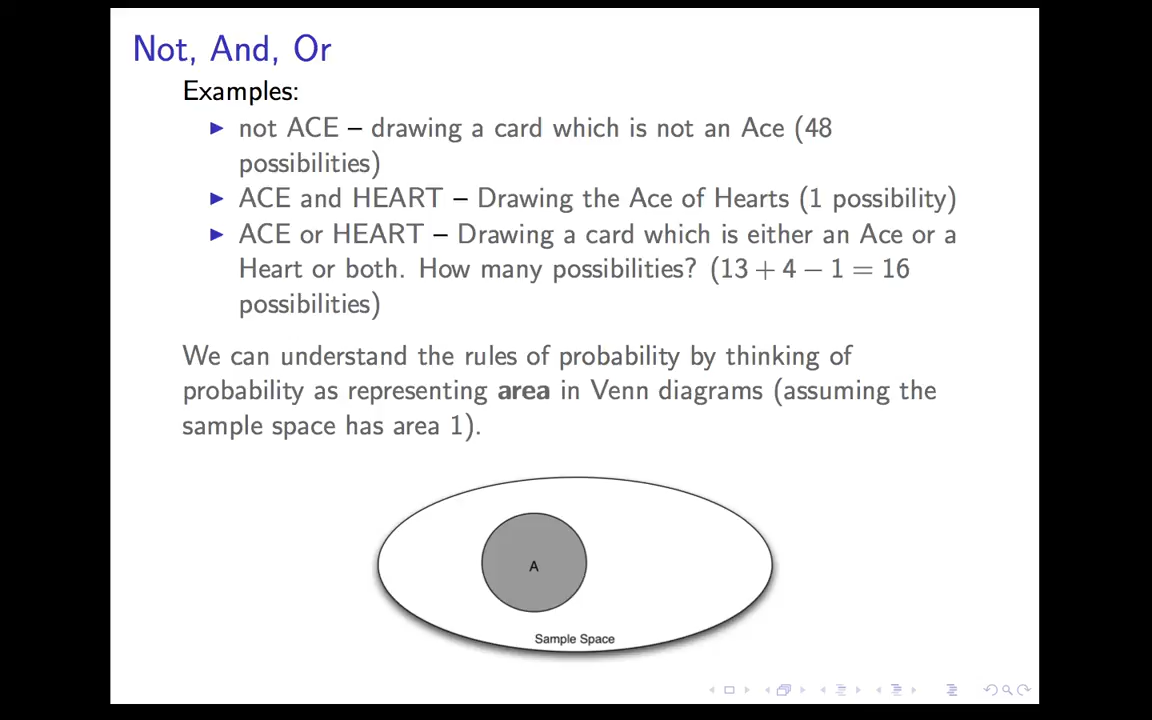 Not, And, Or
Examples:
▶ not ACE – drawing a card which is not an Ace (48
possibilities)
▶ ACE and HEART – Drawing the Ace of Hearts (1 possibility)
▶ ACE or HEART – Drawing a card which is either an Ace or a
Heart or both. How many possibilities? (13 + 4 − 1 = 16
possibilities)
We can understand the rules of probability by thinking of
probability as representing area in Venn diagrams (assuming the
sample space has area 1).
A
Sample Space